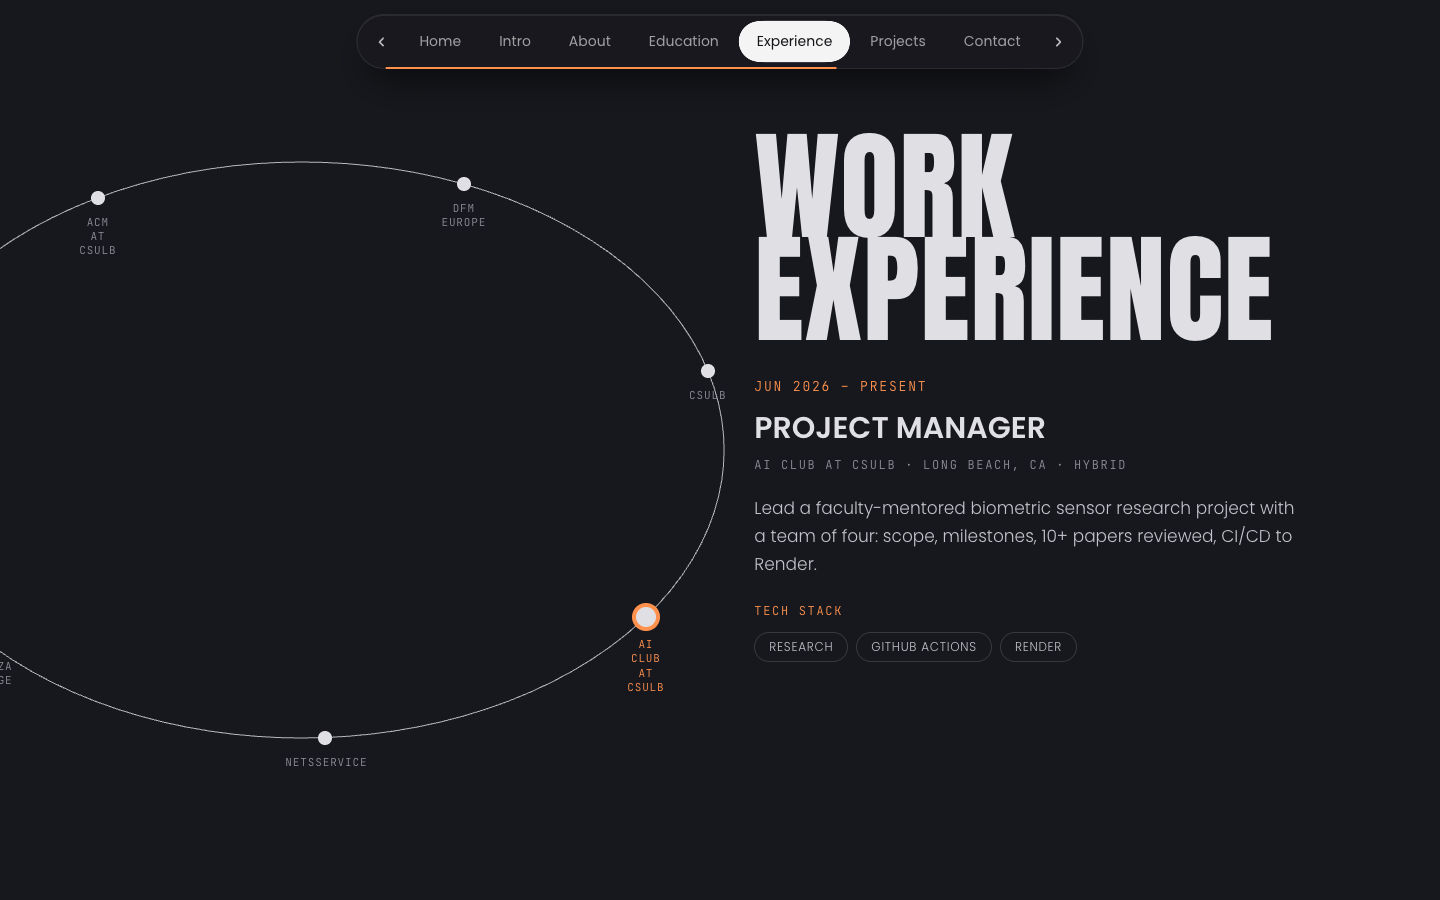 Home
Intro
About
Education
Experience
Projects
Contact
WORK
EXPERIENCE
JUN 2026 – PRESENT
PROJECT MANAGER
AI CLUB AT CSULB · LONG BEACH, CA · HYBRID
Lead a faculty-mentored biometric sensor research project with
a team of four: scope, milestones, 10+ papers reviewed, CI/CD to
Render.
TECH STACK
RESEARCH
GITHUB ACTIONS
RENDER
ACM
AT
CSULB
DFM
EUROPE
CSULB
AI
CLUB
AT
CSULB
NETSSERVICE
ZA
GE